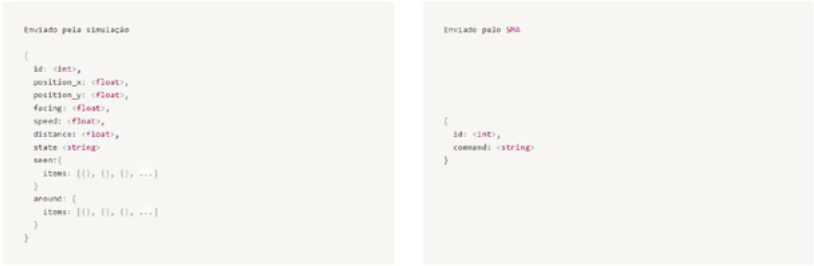 Enviado pela simulação
{
id: <int>,
position_x: <float>,
position_y: <float>,
facing: <float>,
speed: <float>,
distance: <float>,
state <string>
seen:{
items: [{}, {}, {}, ...]
}
around: {
items: [{}, {}, {}, ...]
}
}
Enviado pelo SMA
{
id: <int>,
command: <string>
}